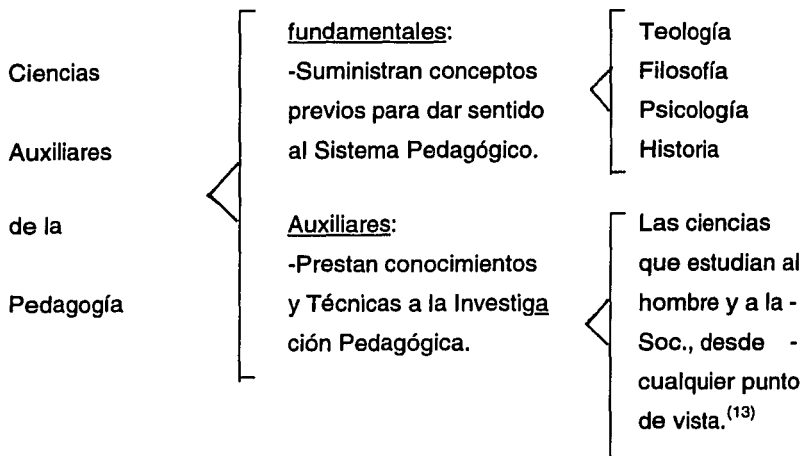 Ciencias
Auxiliares
de la
Pedagogía
fundamentales:
-Suministran conceptos
previos para dar sentido
al Sistema Pedagógico.
Teología
Filosofía
Psicología
Historia
Auxiliares:
-Prestan conocimientos
y Técnicas a la Investiga
ción Pedagógica.
Las ciencias
que estudian al
hombre y a la -
Soc., desde -
cualquier punto
de vista.(13)